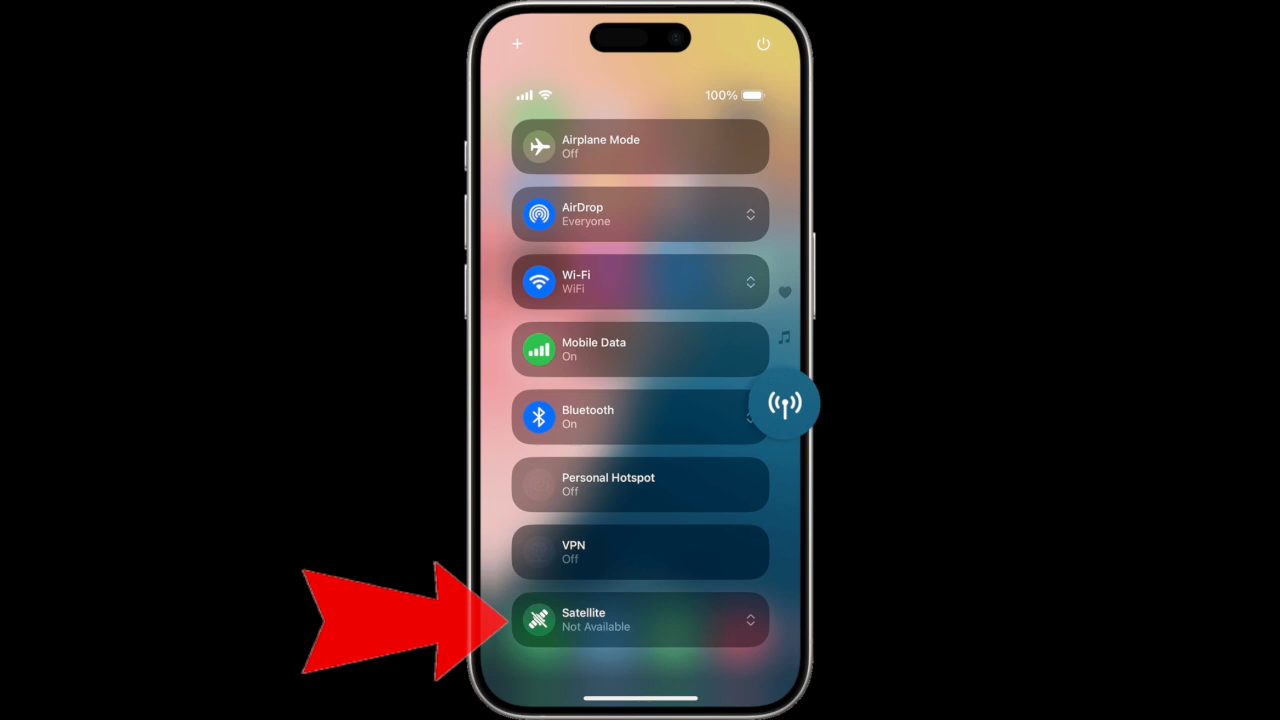 100%
Airplane Mode
Off
AirDrop
Everyone
Wi-Fi
WiFi
Mobile Data
On
Bluetooth
On
Personal Hotspot
Off
VPN
Off
Satellite
Not Available